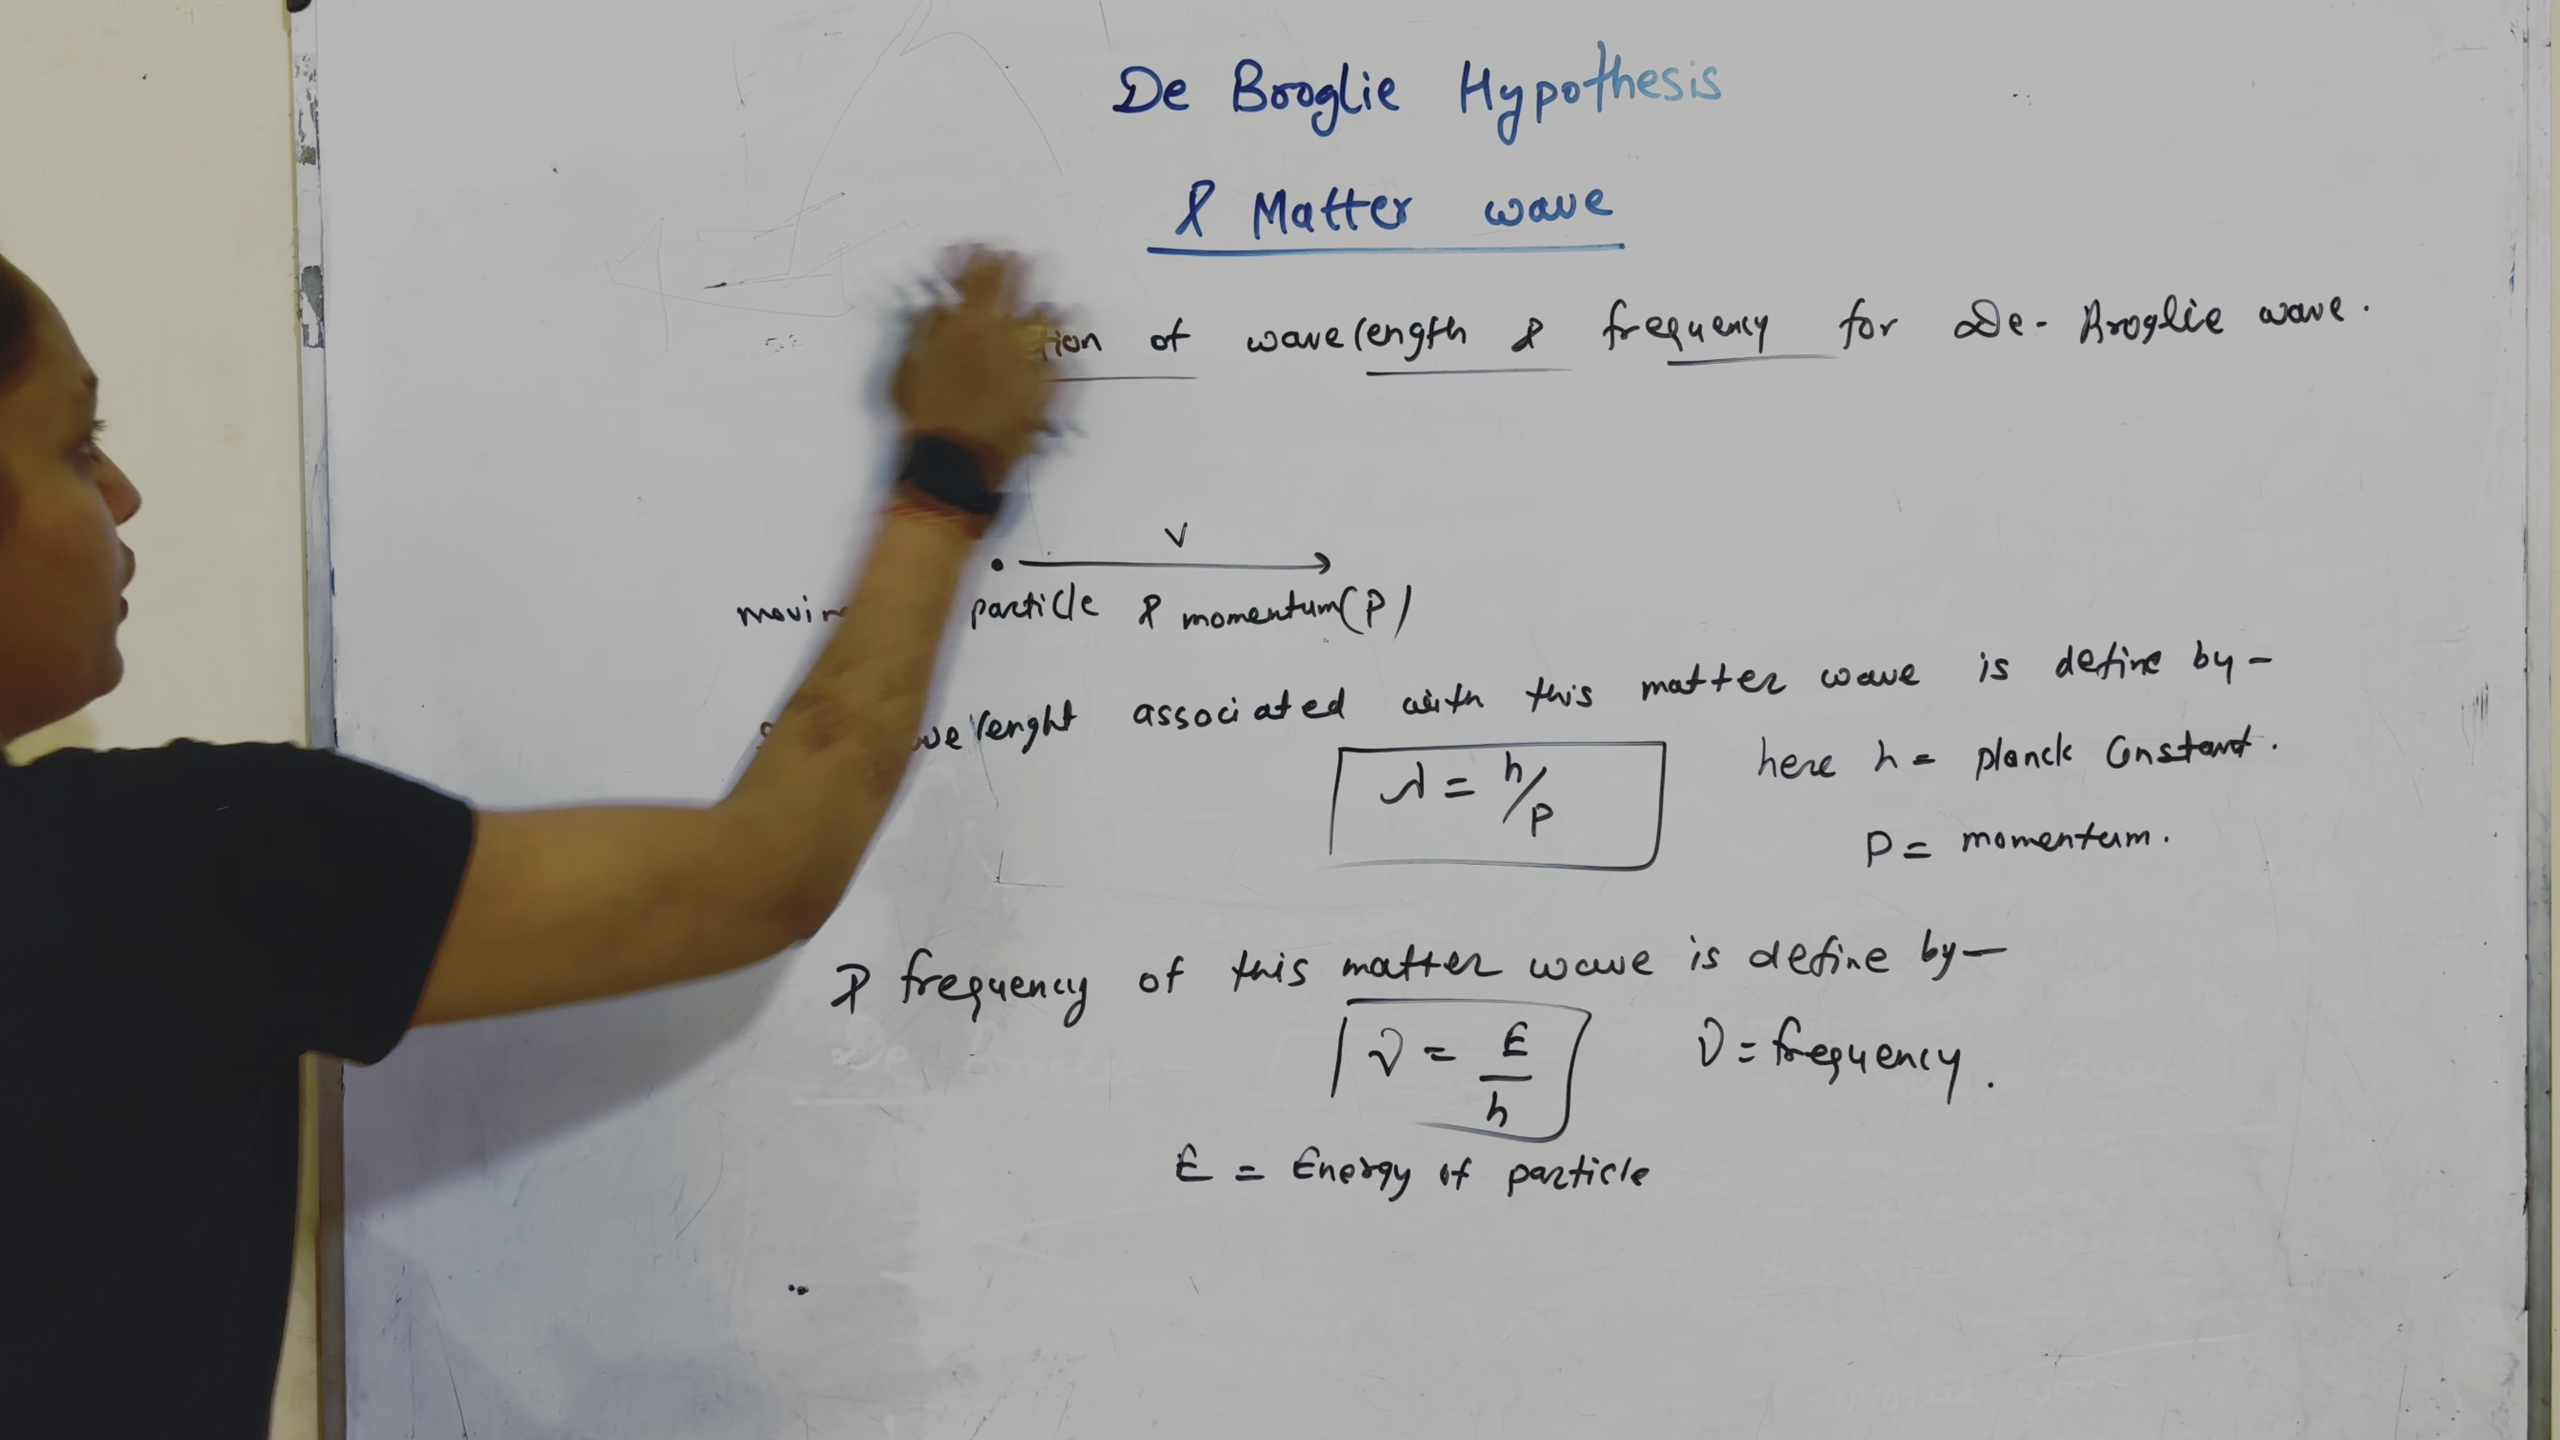 De Broglie Hypothesis
& Matter wave
of wavelength & frequency for De-Broglie wave.
V
particle & momentum(P)
associated with this matter wave is define by-
λ = h/P
here h = planck Constant.
P = momentum.
& frequency of this matter wave is define by-
ν = E/h
ν = frequency.
E = Energy of particle